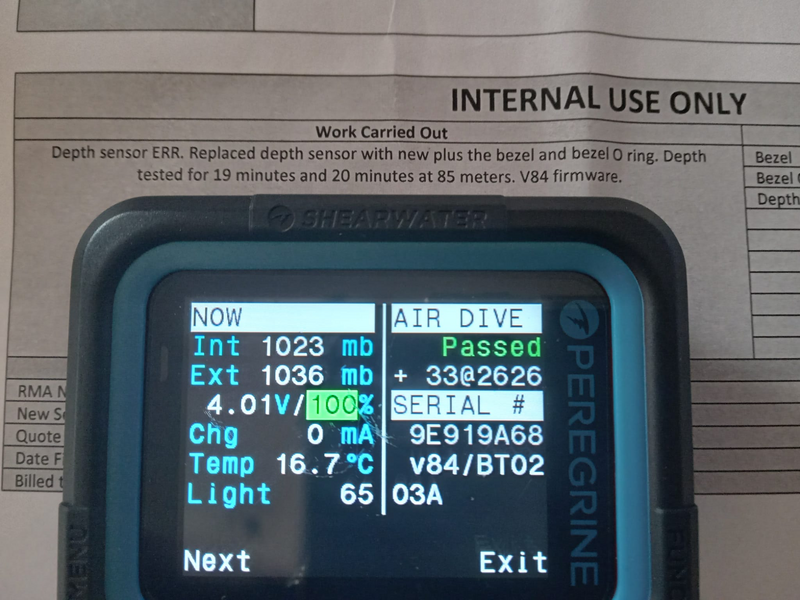 INTERNAL USE ONLY
Work Carried Out
Depth sensor ERR. Replaced depth sensor with new plus the bezel and bezel O ring. Depth
tested for 19 minutes and 20 minutes at 85 meters. V84 firmware.
Bezel
Bezel
Depth
SHEARWATER
NOW
Int 1023 mb
Ext 1036 mb
4.01V/100%
Chg 0 mA
Temp 16.7°C
Light 65
AIR DIVE
Passed
+ 33@2626
SERIAL #
9E919A68
v84/BT02
03A
Next
Exit
PEREGRINE
MENU
RMA
New
Quote
Date
Billed